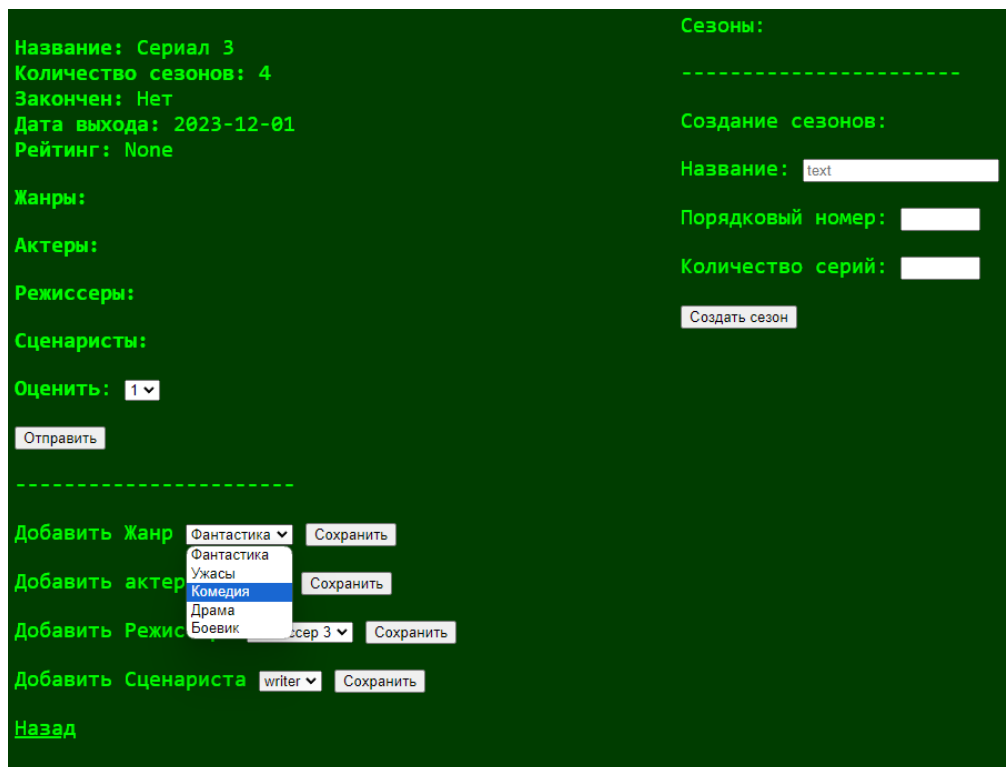 Название: Сериал 3
Количество сезонов: 4
Закончен: Нет
Дата выхода: 2023-12-01
Рейтинг: None
Жанры:
Актеры:
Режиссеры:
Сценаристы:
Оценить: 1
Отправить
-----------------------
Добавить Жанр Фантастика Сохранить
Фантастика
Ужасы
Комедия
Драма
Боевик
Добавить актер Сохранить
Добавить Режис ссер 3 Сохранить
Добавить Сценариста writer Сохранить
Назад
Сезоны:
-----------------------
Создание сезонов:
Название: text
Порядковый номер:
Количество серий:
Создать сезон